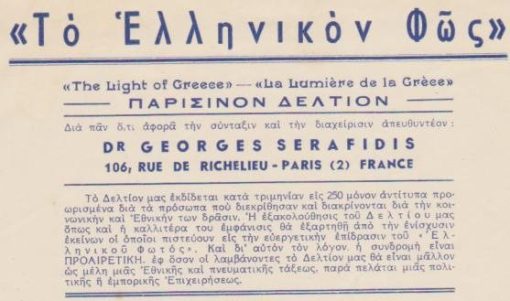 «Τὸ Ἑλληνικὸν Φῶς»
«The Light of Greece» — «La Lumière de la Grèce»
ΠΑΡΙΣΙΝΟΝ ΔΕΛΤΙΟΝ
Διὰ πᾶν ὅ,τι ἀφορᾷ τὴν σύνταξιν καὶ τὴν διαχείρισιν ἀπευθυντέον :
DR GEORGES SERAFIDIS
106, RUE DE RICHELIEU - PARIS (2) FRANCE
Τὸ Δελτίον μας ἐκδίδεται κατὰ τριμηνίαν εἰς 250 μόνον ἀντίτυπα προ-
ωρισμένα διὰ τὰ πρόσωπα ποὺ διεκρίθησαν καὶ διακρίνονται διὰ τὴν κοι-
νωνικὴν καὶ Ἐθνικήν των δρᾶσιν. Ἡ ἐξακολούθησις τοῦ Δελτίου μας
ὅπως καὶ ἡ καλλιτέρα του ἐμφάνισις θὰ ἐξαρτηθῇ ἀπὸ τὴν ἐνίσχυσιν
ἐκείνων οἱ ὁποῖοι πιστεύουν εἰς τὴν εὐεργετικὴν ἐπίδρασιν τοῦ «Ἑλ-
ληνικοῦ Φωτός». Καὶ δι' αὐτὸν τὸν λόγον ἡ συνδρομὴ εἶναι
ΠΡΟΑΙΡΕΤΙΚΗ, ἐφ ὅσον οἱ λαμβάνοντες τὸ Δελτίον μας θὰ εἶναι μᾶλλον
ὡς μέλη μιᾶς Ἐθνικῆς καὶ πνευματικῆς τάξεως, παρὰ πελάται μιᾶς πολι-
τικῆς ἢ ἐμπορικῆς Ἐπιχειρήσεως.